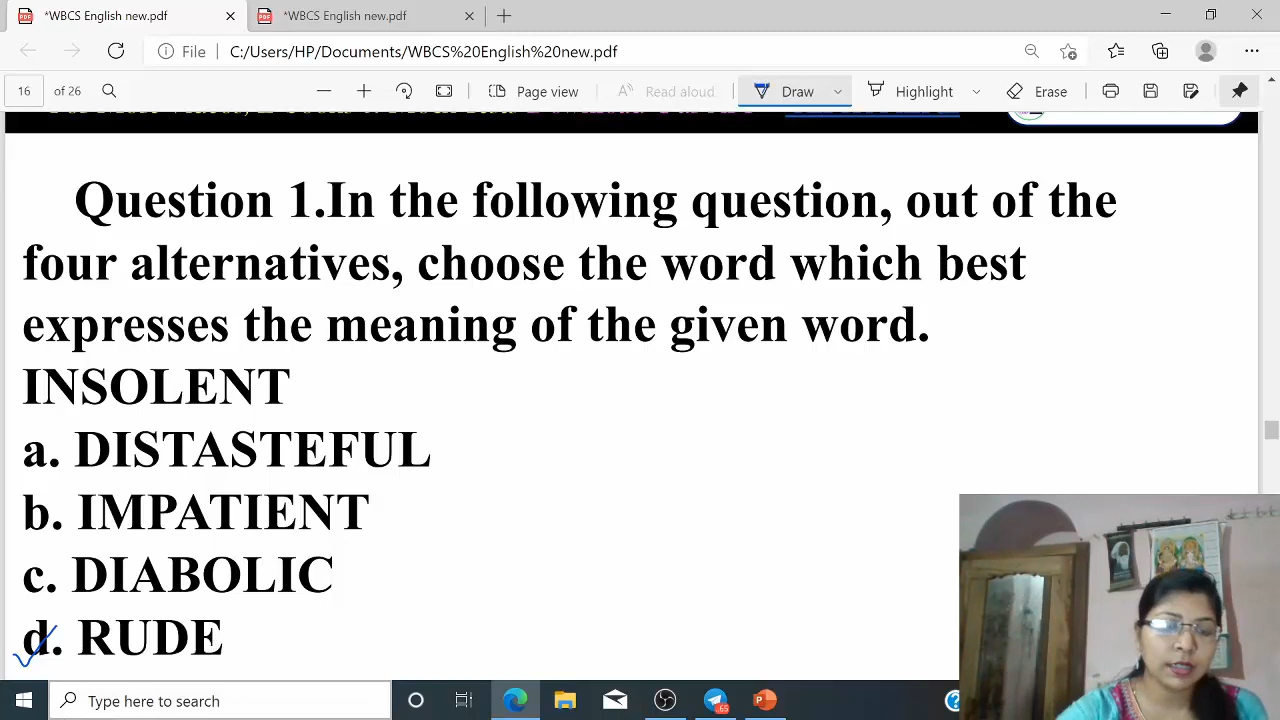 *WBCS English new.pdf
*WBCS English new.pdf
File
C:/Users/HP/Documents/WBCS%20English%20new.pdf
16 of 26
Page view
Read aloud
Draw
Highlight
Erase
Question 1.In the following question, out of the
four alternatives, choose the word which best
expresses the meaning of the given word.
INSOLENT
a. DISTASTEFUL
b. IMPATIENT
c. DIABOLIC
d. RUDE
Type here to search
65